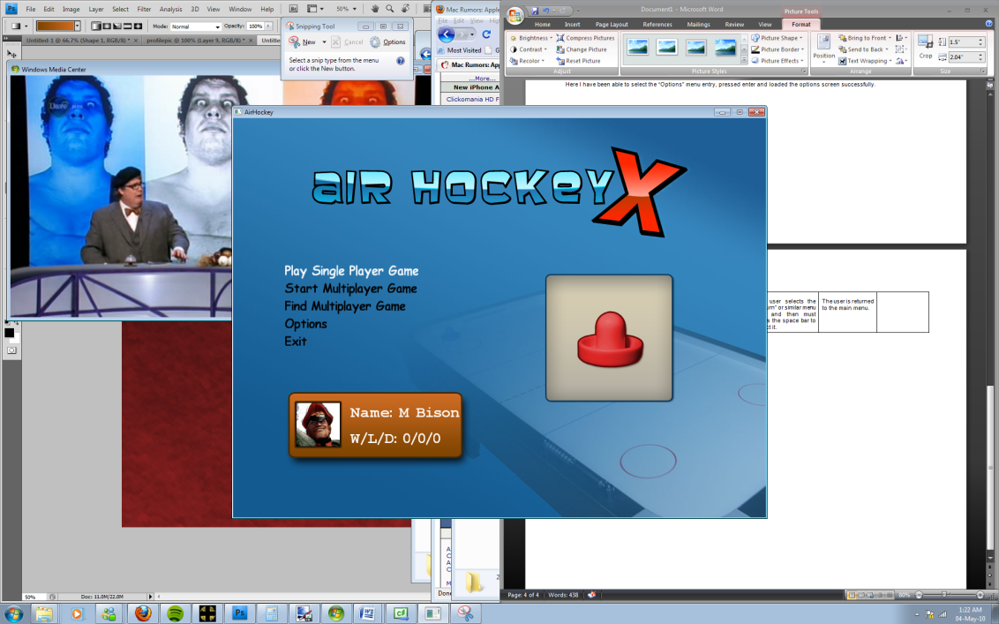 File Edit Image Layer Select Filter Analysis 3D View Window Help
50%
Mode: Normal Opacity: 100%
Untitled-1 @ 66.7% (Shape 1, RGB/8) * profilepic @ 100% (Layer 9, RGB/8) * Untitle
Windows Media Center
Snipping Tool
New Cancel Options
Select a snip type from the menu
or click the New button.
Mac Rumors: Apple
File Edit View His
Most Visited G
Mac Rumors: App
...More...
New iPhone A
Clickomania HD F
Document1 - Microsoft Word
Picture Tools
Home Insert Page Layout References Mailings Review View Format
Brightness Compress Pictures
Contrast Change Picture
Recolor Reset Picture
Adjust
Picture Shape
Picture Border
Picture Effects
Picture Styles
Position
Bring to Front
Send to Back
Text Wrapping
Arrange
Crop
1.5"
2.04"
Size
Here I have been able to select the "Options" menu entry, pressed enter and loaded the options screen successfully.
AirHockey
AIR HOCKEY X
Play Single Player Game
Start Multiplayer Game
Find Multiplayer Game
Options
Exit
Name: M Bison
W/L/D: 0/0/0
user selects the
urn" or similar menu
and then must
s the space bar to
ct it.
The user is returned
to the main menu.
50% Doc: 11.0M/22.0M
Done
Page: 4 of 4 Words: 438
80%
Ps
1:22 AM
04-May-10